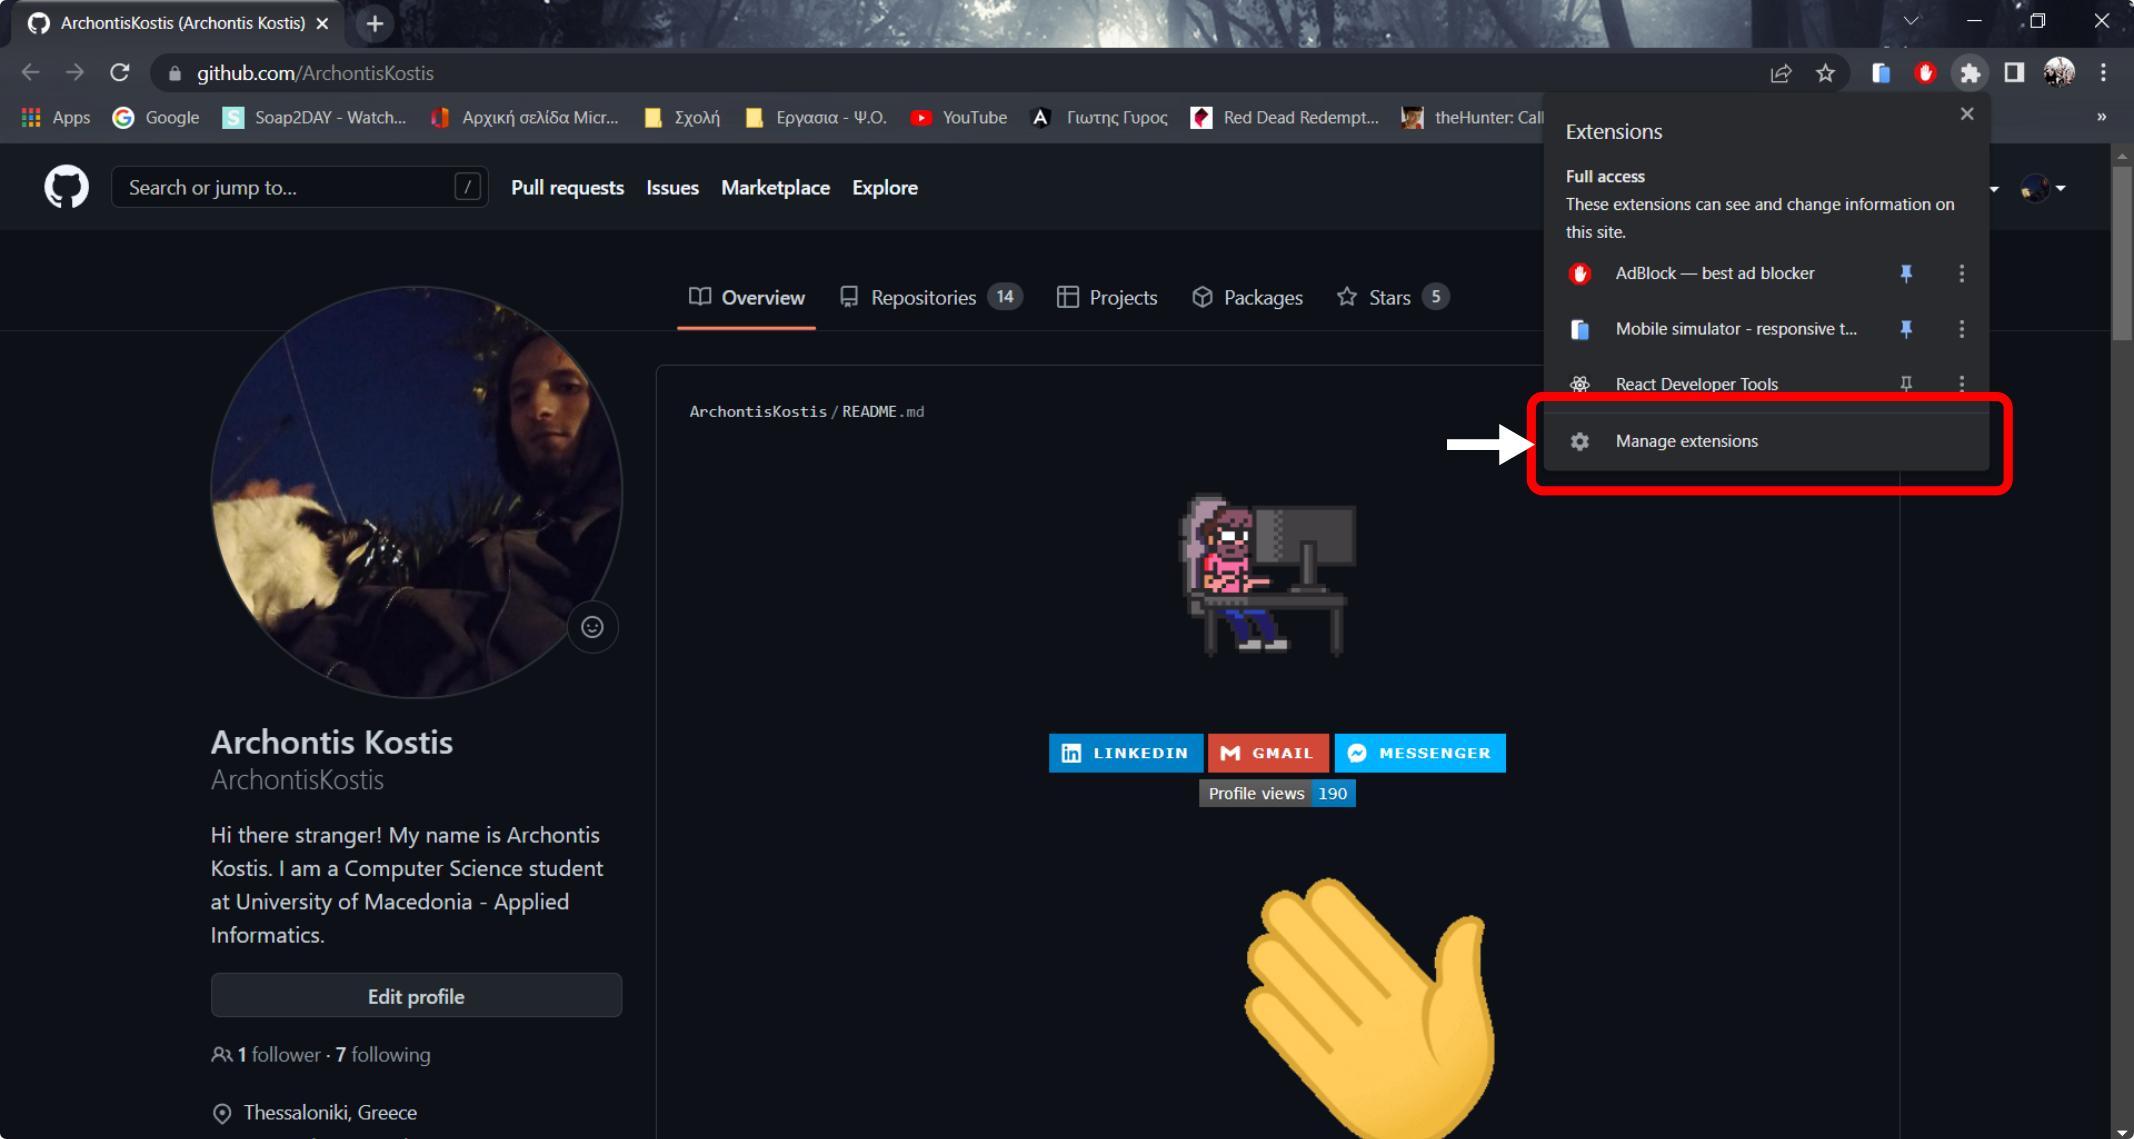 ArchontisKostis (Archontis Kostis)
github.com/ArchontisKostis
Apps
Google
Soap2DAY - Watch...
Αρχική σελίδα Micr...
Σχολή
Εργασια - Ψ.Ο.
YouTube
Γιωτης Γυρος
Red Dead Redempt...
theHunter: Call
»
Extensions
Full access
These extensions can see and change information on
this site.
AdBlock — best ad blocker
Mobile simulator - responsive t...
React Developer Tools
Manage extensions
Search or jump to...
/
Pull requests
Issues
Marketplace
Explore
Overview
Repositories 14
Projects
Packages
Stars 5
ArchontisKostis / README.md
LINKEDIN
GMAIL
MESSENGER
Profile views 190
Archontis Kostis
ArchontisKostis
Hi there stranger! My name is Archontis
Kostis. I am a Computer Science student
at University of Macedonia - Applied
Informatics.
Edit profile
1 follower · 7 following
Thessaloniki, Greece